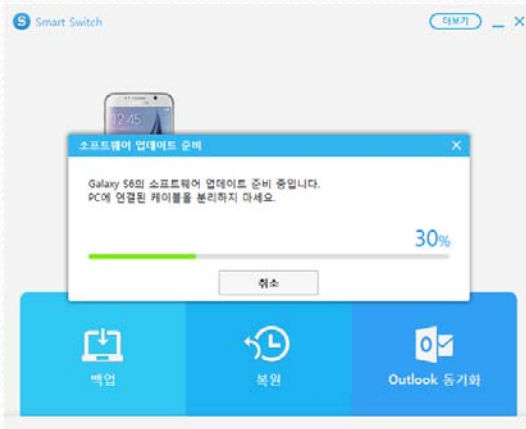 S Smart Switch
더보기
12:45
소프트웨어 업데이트 준비
Galaxy S6의 소프트웨어 업데이트 준비 중입니다.
PC에 연결된 케이블을 분리하지 마세요.
30%
취소
백업
복원
Outlook 동기화